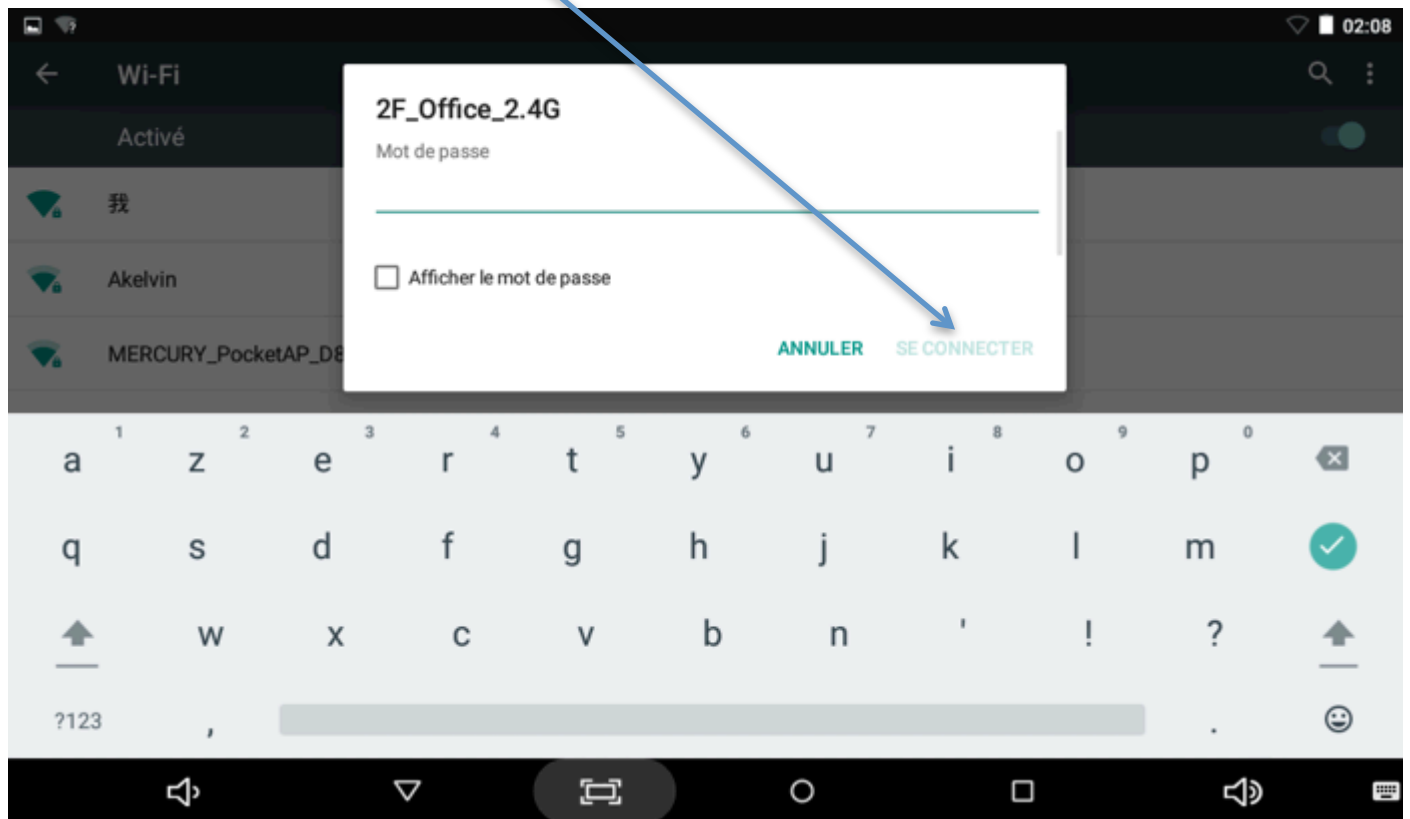 02:08
Wi-Fi
Activé
我
Akelvin
MERCURY_PocketAP_D8
2F_Office_2.4G
Mot de passe
Afficher le mot de passe
ANNULER SE CONNECTER
1 2 3 4 5 6 7 8 9 0
a z e r t y u i o p
q s d f g h j k l m
w x c v b n ' ! ?
?123 , .